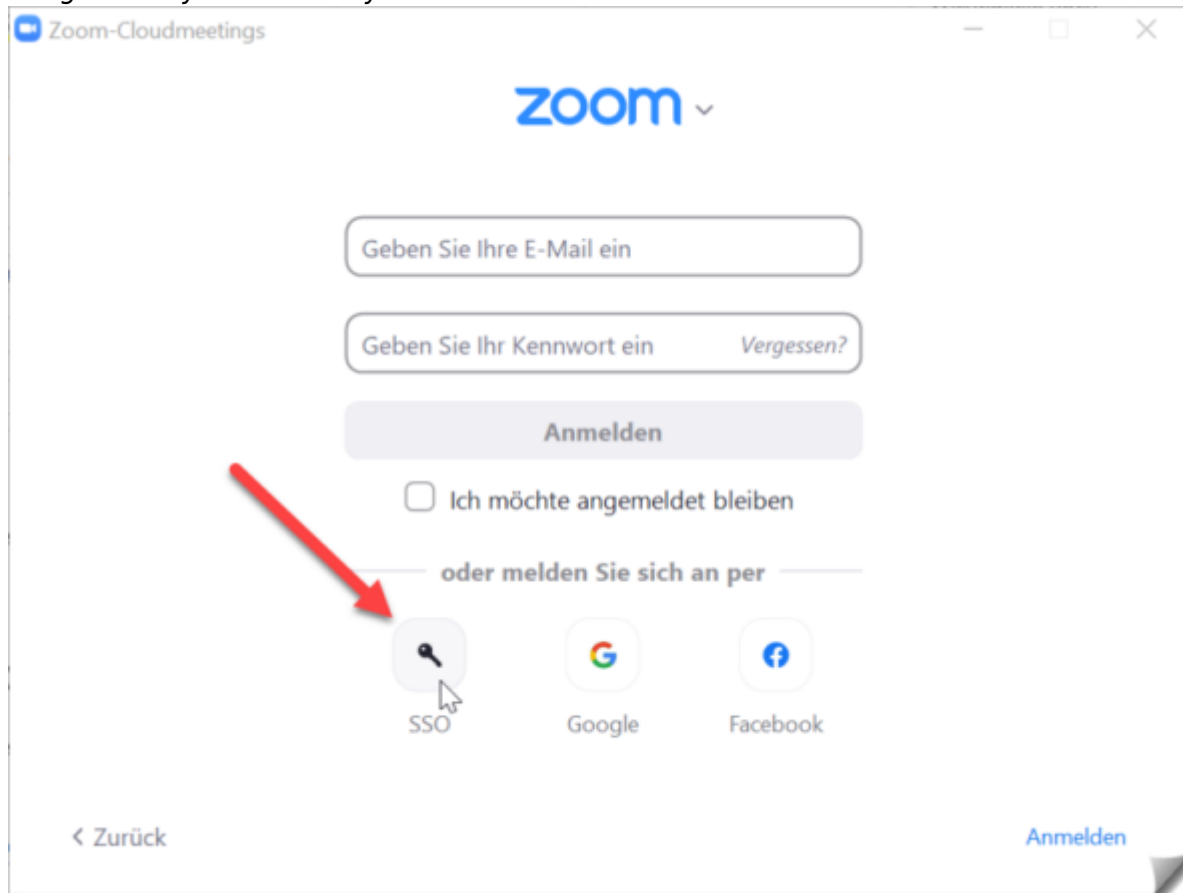 Zoom-Cloudmeetings
zoom
Geben Sie Ihre E-Mail ein
Geben Sie Ihr Kennwort ein Vergessen?
Anmelden
Ich möchte angemeldet bleiben
oder melden Sie sich an per
SSO Google Facebook
< Zurück Anmelden